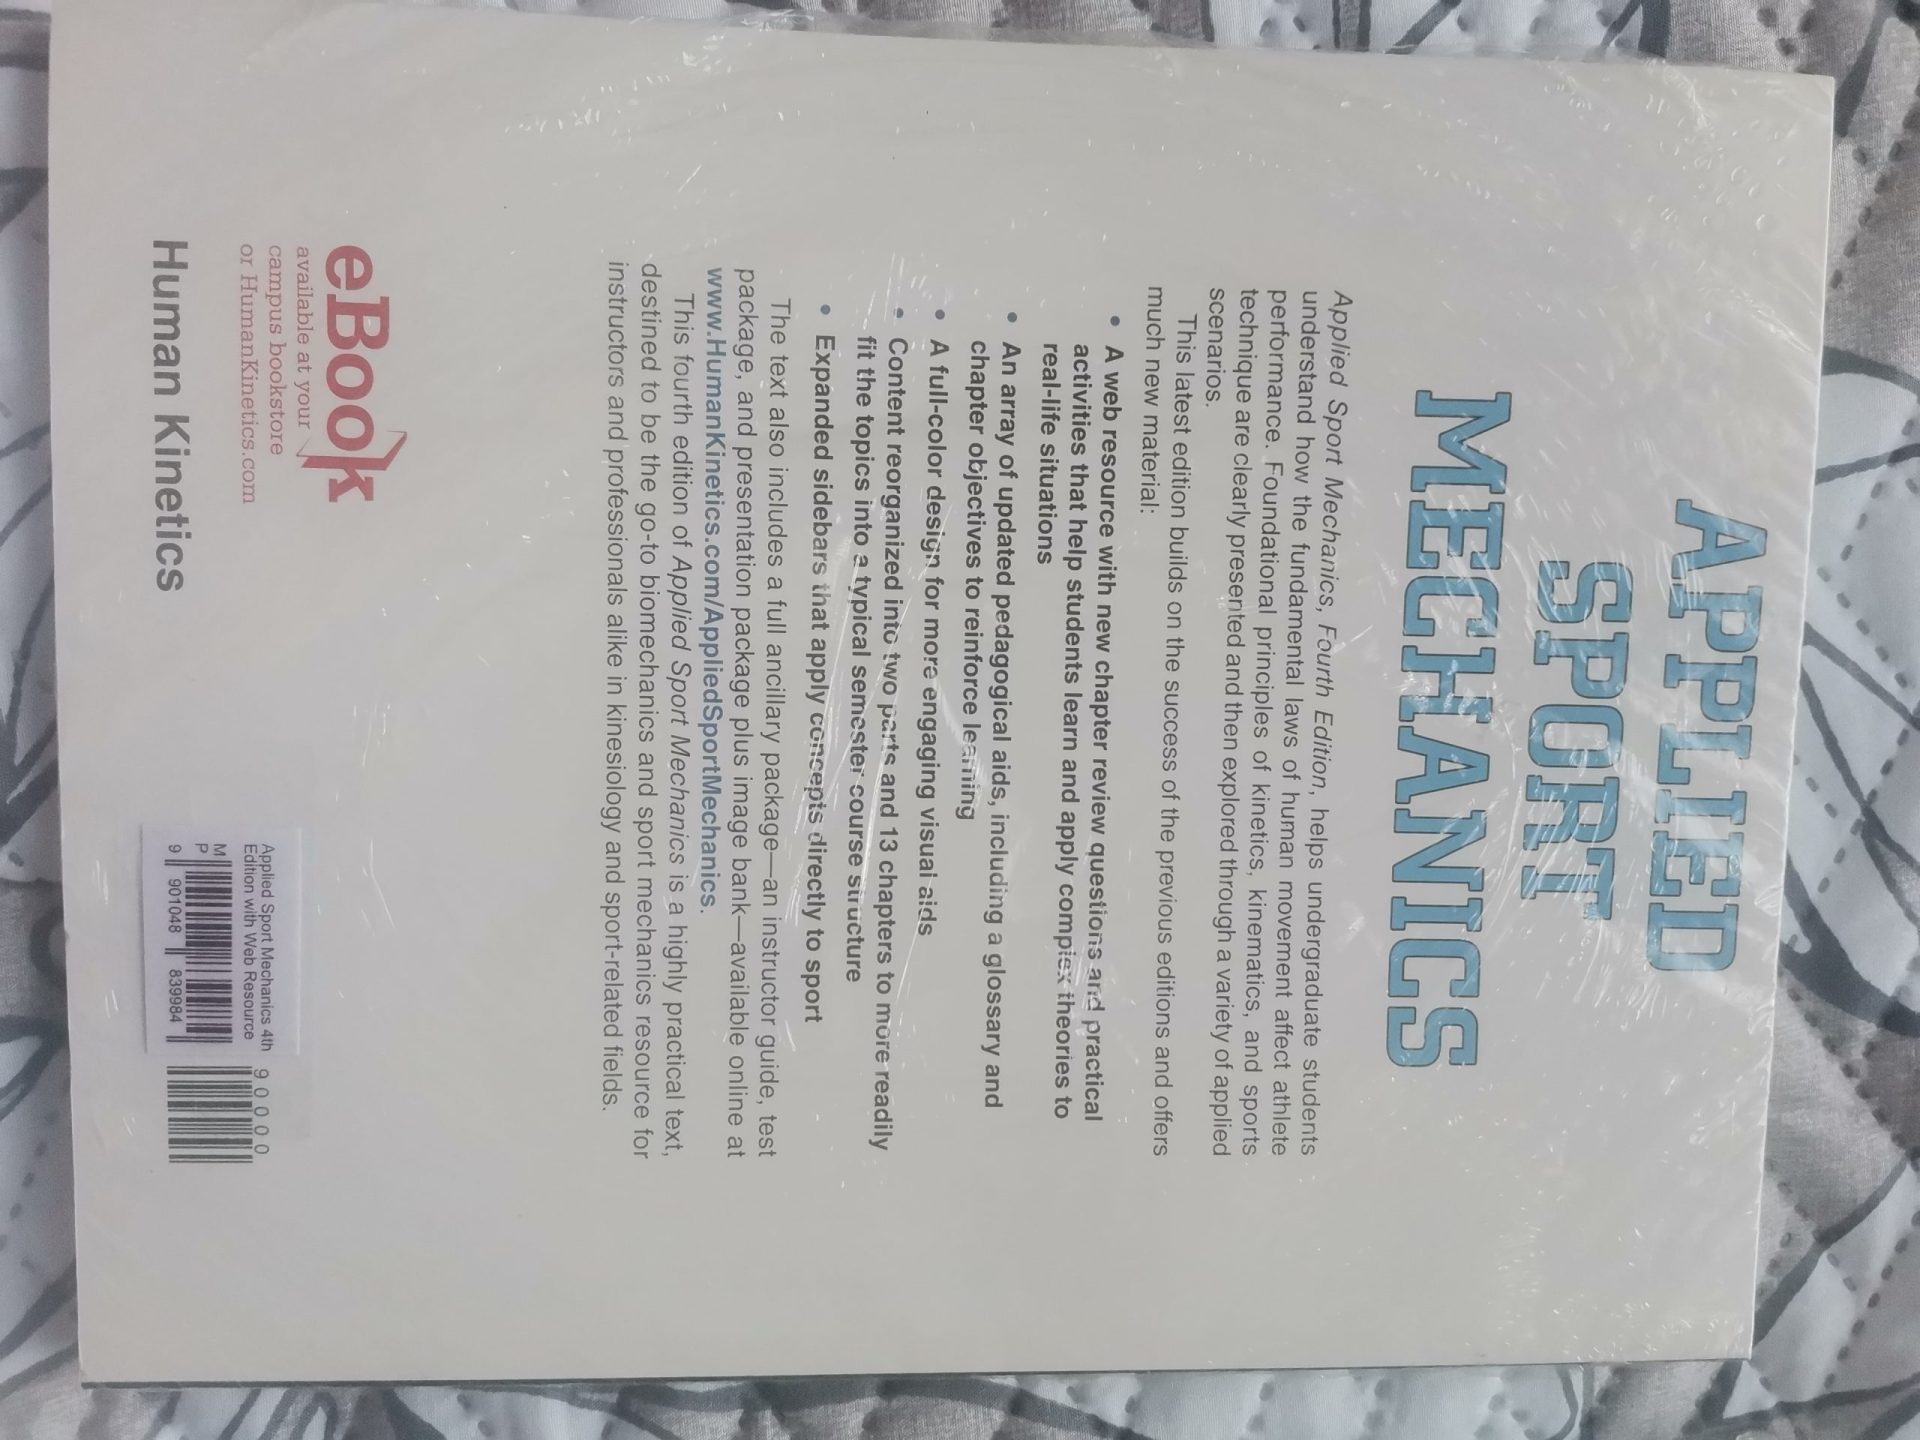 APPLIED
SPORT
MECHANICS
Applied Sport Mechanics, Fourth Edition, helps undergraduate students
understand how the fundamental laws of human movement affect athlete
performance. Foundational principles of kinetics, kinematics, and sports
technique are clearly presented and then explored through a variety of applied
scenarios.
This latest edition builds on the success of the previous editions and offers
much new material:
• A web resource with new chapter review questions and practical
activities that help students learn and apply complex theories to
real-life situations
• An array of updated pedagogical aids, including a glossary and
chapter objectives to reinforce learning
• A full-color design for more engaging visual aids
• Content reorganized into two parts and 13 chapters to more readily
fit the topics into a typical semester course structure
• Expanded sidebars that apply concepts directly to sport
The text also includes a full ancillary package—an instructor guide, test
package, and presentation package plus image bank—available online at
www.HumanKinetics.com/AppliedSportMechanics.
This fourth edition of Applied Sport Mechanics is a highly practical text,
destined to be the go-to biomechanics and sport mechanics resource for
instructors and professionals alike in kinesiology and sport-related fields.
eBook
available at your
campus bookstore
or HumanKinetics.com
Human Kinetics
Applied Sport Mechanics 4th
Edition with Web Resource
M
P
9 901048 839984
90000